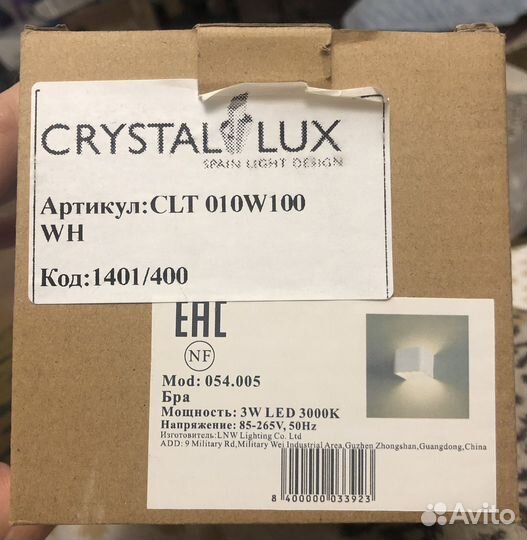 CRYSTAL LUX
SPAIN LIGHT DESIGN
Артикул:CLT 010W100
WH
Код:1401/400
EAC
NF
Mod: 054.005
Бра
Мощность: 3W LED 3000K
Напряжение: 85-265V, 50Hz
Изготовитель:LNW Lighting Co. Ltd
ADD: 9 Military Rd,Military Wei Industrial Area,Guzhen Zhongshan,Guangdong,China
8 400000 033923
Avito